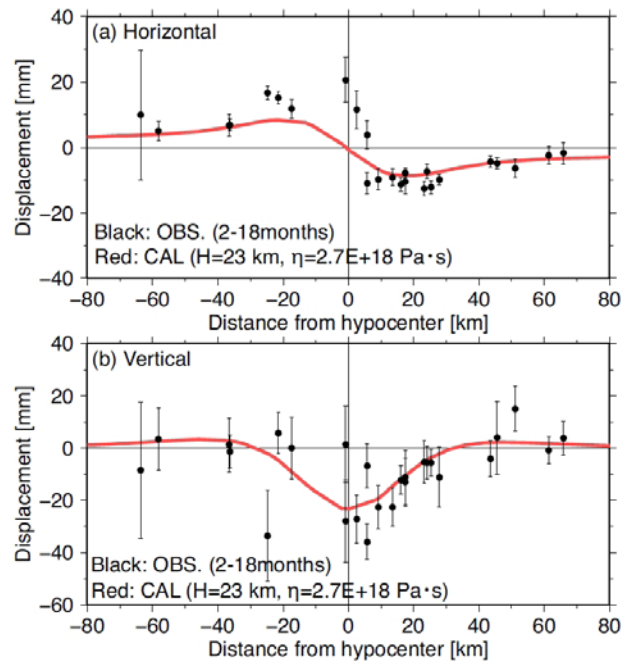 (a) Horizontal
Displacement [mm]
40
20
0
−20
−40
Black: OBS. (2-18months)
Red: CAL (H=23 km, η=2.7E+18 Pa·s)
−80 −60 −40 −20 0 20 40 60 80
Distance from hypocenter [km]
(b) Vertical
Displacement [mm]
40
20
0
−20
−40
−60
Black: OBS. (2-18months)
Red: CAL (H=23 km, η=2.7E+18 Pa·s)
−80 −60 −40 −20 0 20 40 60 80
Distance from hypocenter [km]